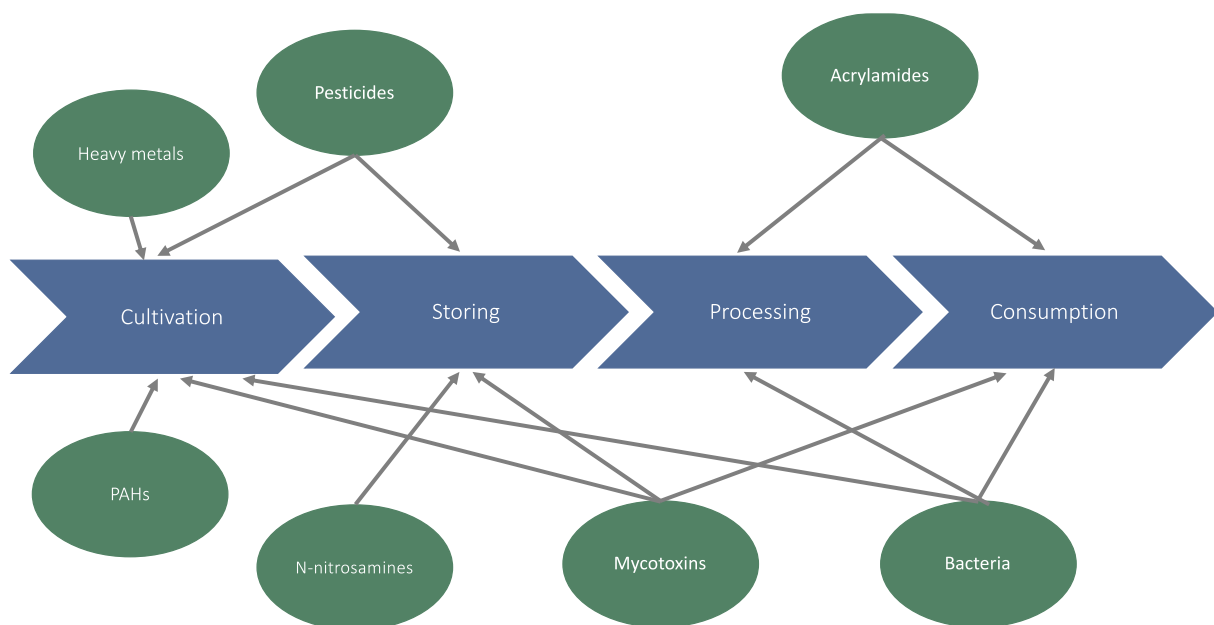 Acrylamides
Pesticides
Heavy metals
Cultivation
Storing
Processing
Consumption
PAHs
N-nitrosamines
Mycotoxins
Bacteria